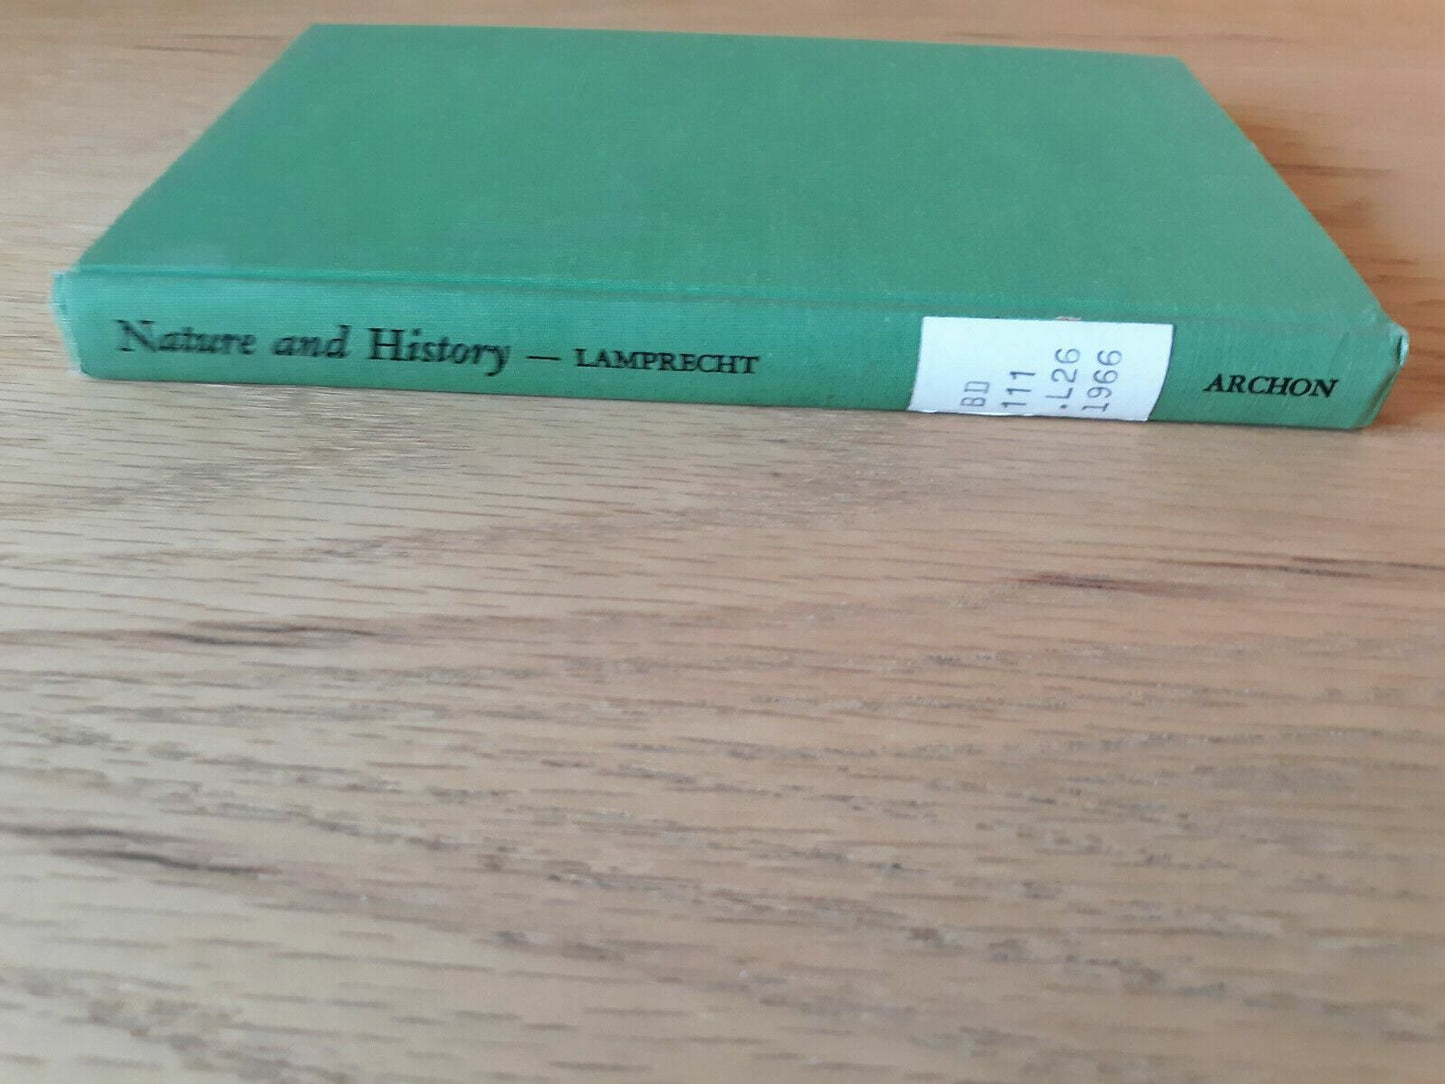 Nature and History — LAMPRECHT
BD
111
.L26
1966
ARCHON